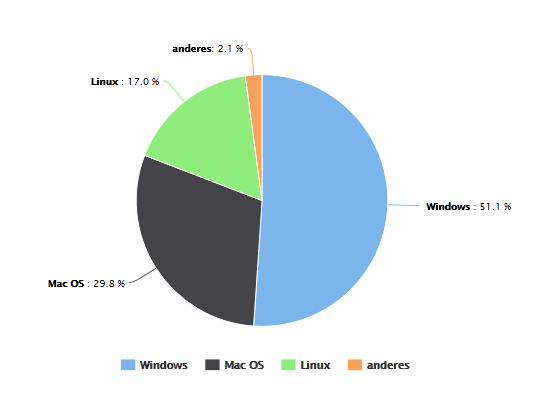 anderes: 2.1 %
Linux : 17.0 %
Windows : 51.1 %
Mac OS : 29.8 %
Windows Mac OS Linux anderes